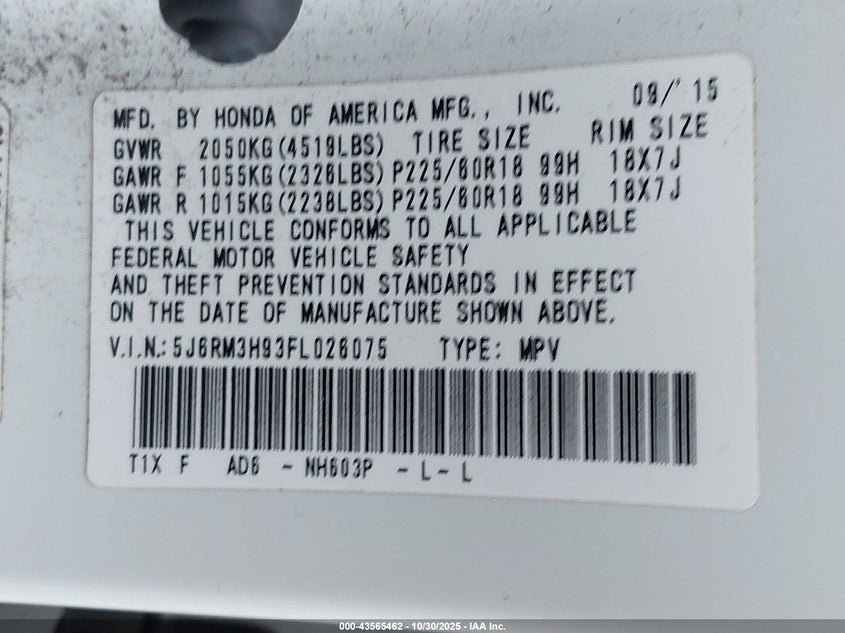 MFD. BY HONDA OF AMERICA MFG., INC. 09/'15
GVWR 2050KG(4519LBS) TIRE SIZE RIM SIZE
GAWR F 1055KG(2326LBS) P225/60R18 99H 18X7J
GAWR R 1015KG(2238LBS) P225/60R18 99H 18X7J
THIS VEHICLE CONFORMS TO ALL APPLICABLE
FEDERAL MOTOR VEHICLE SAFETY
AND THEFT PREVENTION STANDARDS IN EFFECT
ON THE DATE OF MANUFACTURE SHOWN ABOVE.
V.I.N.: 5J6RM3H93FL026075 TYPE: MPV
T1X F AD6 - NH603P - L - L
000-43565462 - 10/30/2025 - IAA Inc.